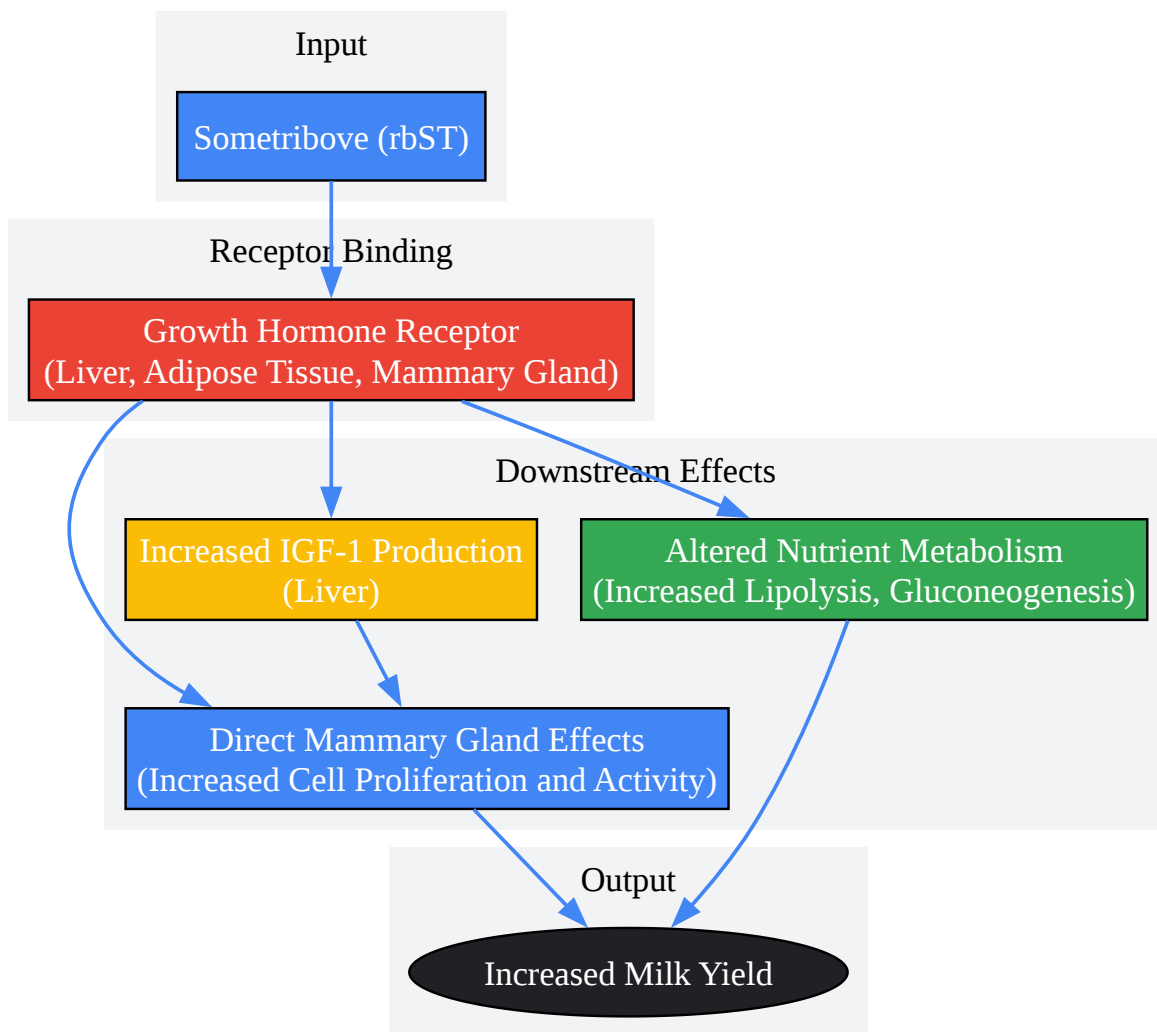 Input
Sometribove (rbST)
Receptor Binding
Growth Hormone Receptor
(Liver, Adipose Tissue, Mammary Gland)
Downstream Effects
Increased IGF-1 Production
(Liver)
Altered Nutrient Metabolism
(Increased Lipolysis, Gluconeogenesis)
Direct Mammary Gland Effects
(Increased Cell Proliferation and Activity)
Output
Increased Milk Yield